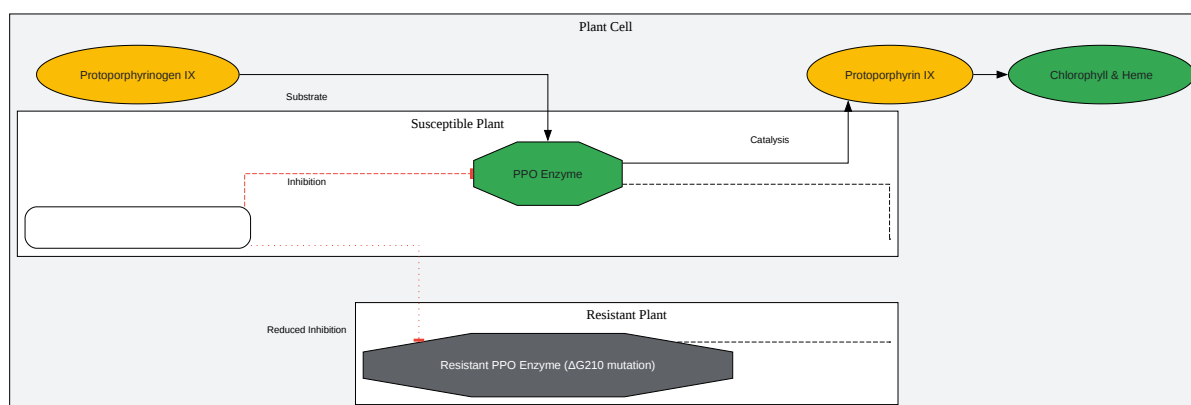 Plant Cell
Protoporphyrinogen IX
Protoporphyrin IX
Chlorophyll & Heme
Substrate
Susceptible Plant
Catalysis
PPO Enzyme
Inhibition
Resistant Plant
Reduced Inhibition
Resistant PPO Enzyme (ΔG210 mutation)